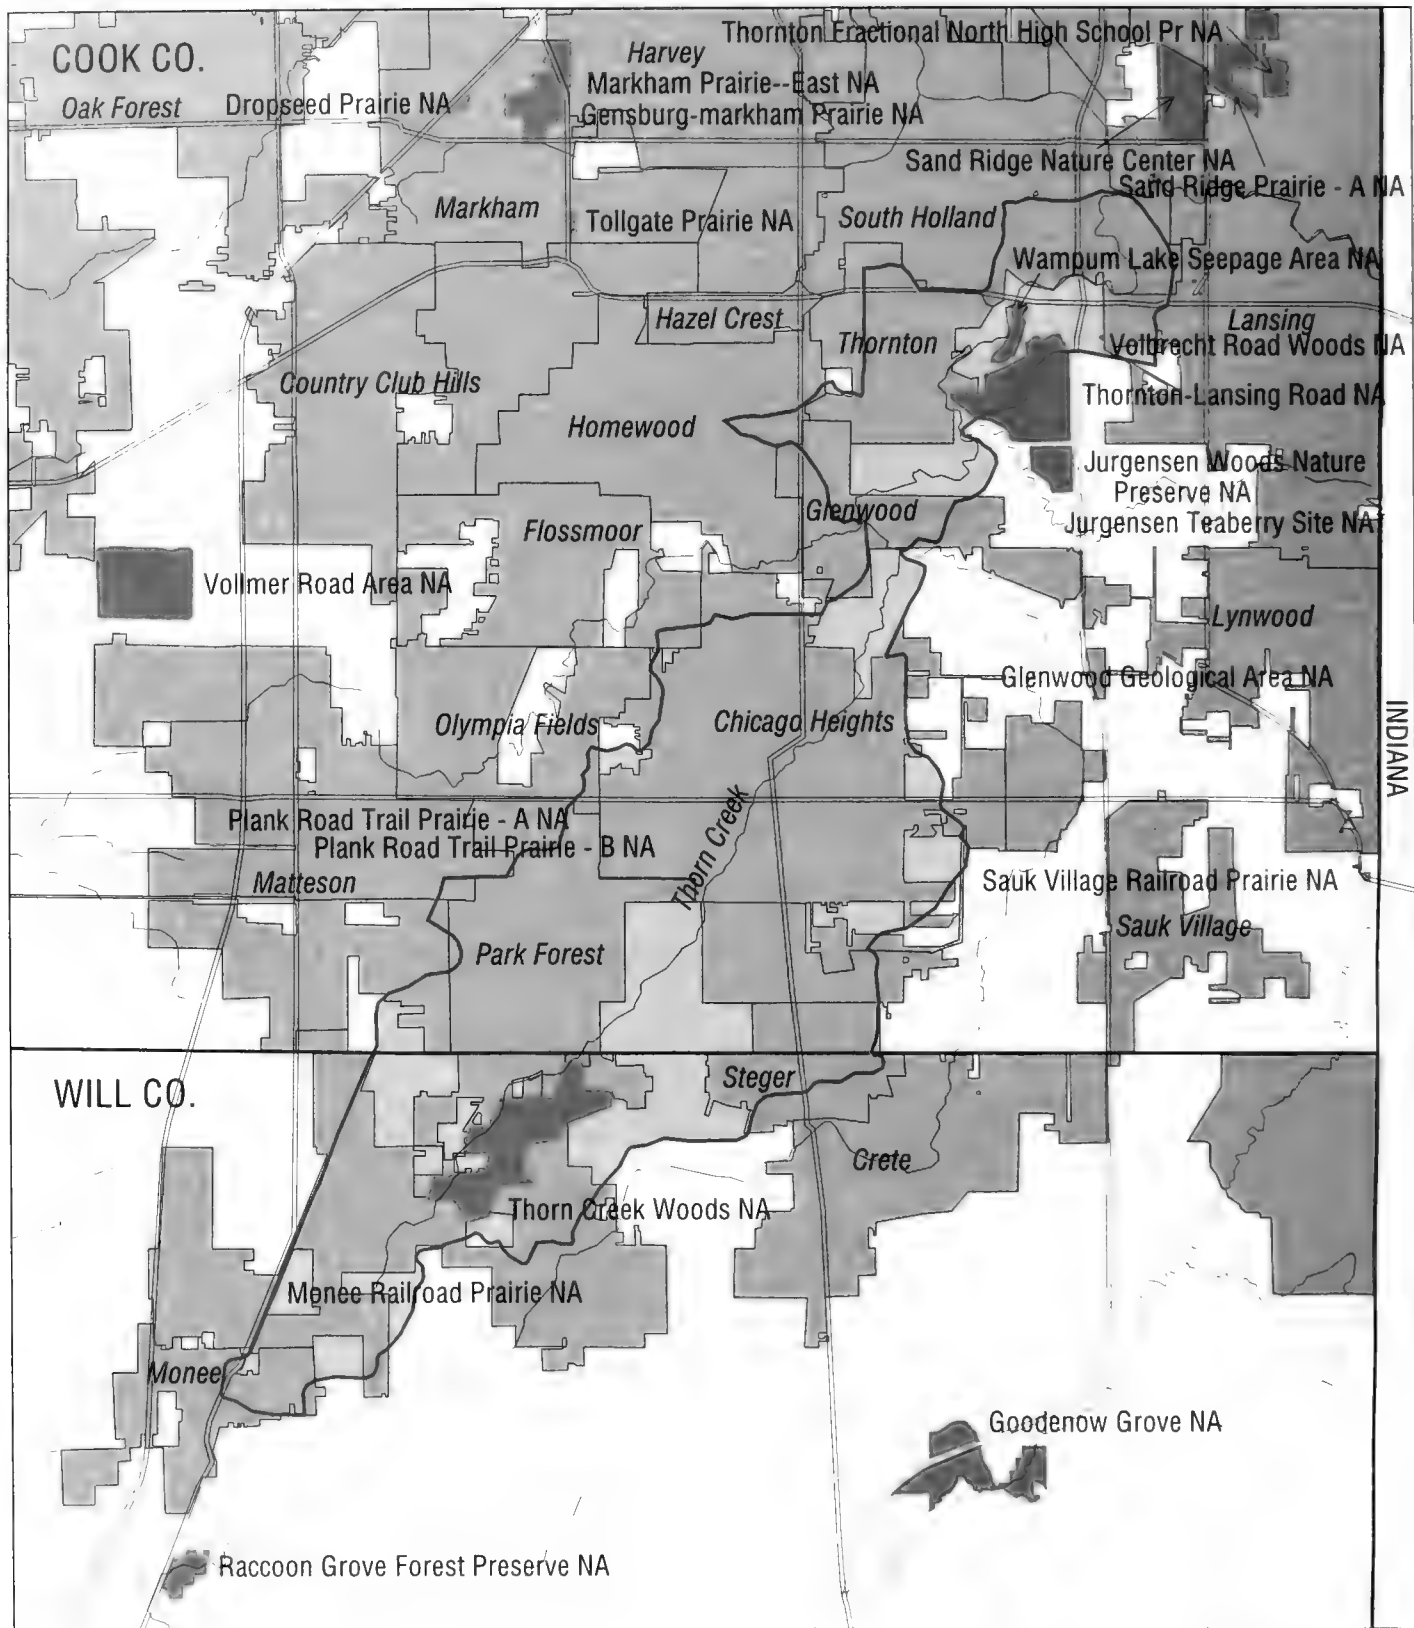 Thornton Fractional North High School Pr NA
COOK CO.
Harvey
Markham Prairie--East NA
Oak Forest
Dropseed Prairie NA
Gensburg-markham Prairie NA
Sand Ridge Nature Center NA
Sand Ridge Prairie - A NA
Markham
Tollgate Prairie NA
South Holland
Wampum Lake Seepage Area NA
Hazel Crest
Thornton
Lansing
Volbrecht Road Woods NA
Country Club Hills
Thornton-Lansing Road NA
Homewood
Jurgensen Woods Nature
Preserve NA
Glenwood
Flossmoor
Jurgensen Teaberry Site NA
Vollmer Road Area NA
Lynwood
Glenwood Geological Area NA
Olympia Fields
Chicago Heights
INDIANA
Thorn Creek
Plank Road Trail Prairie - A NA
Plank Road Trail Prairie - B NA
Matteson
Sauk Village Railroad Prairie NA
Sauk Village
Park Forest
WILL CO.
Steger
Crete
Thorn Creek Woods NA
Monee Railroad Prairie NA
Monee
Goodenow Grove NA
Raccoon Grove Forest Preserve NA